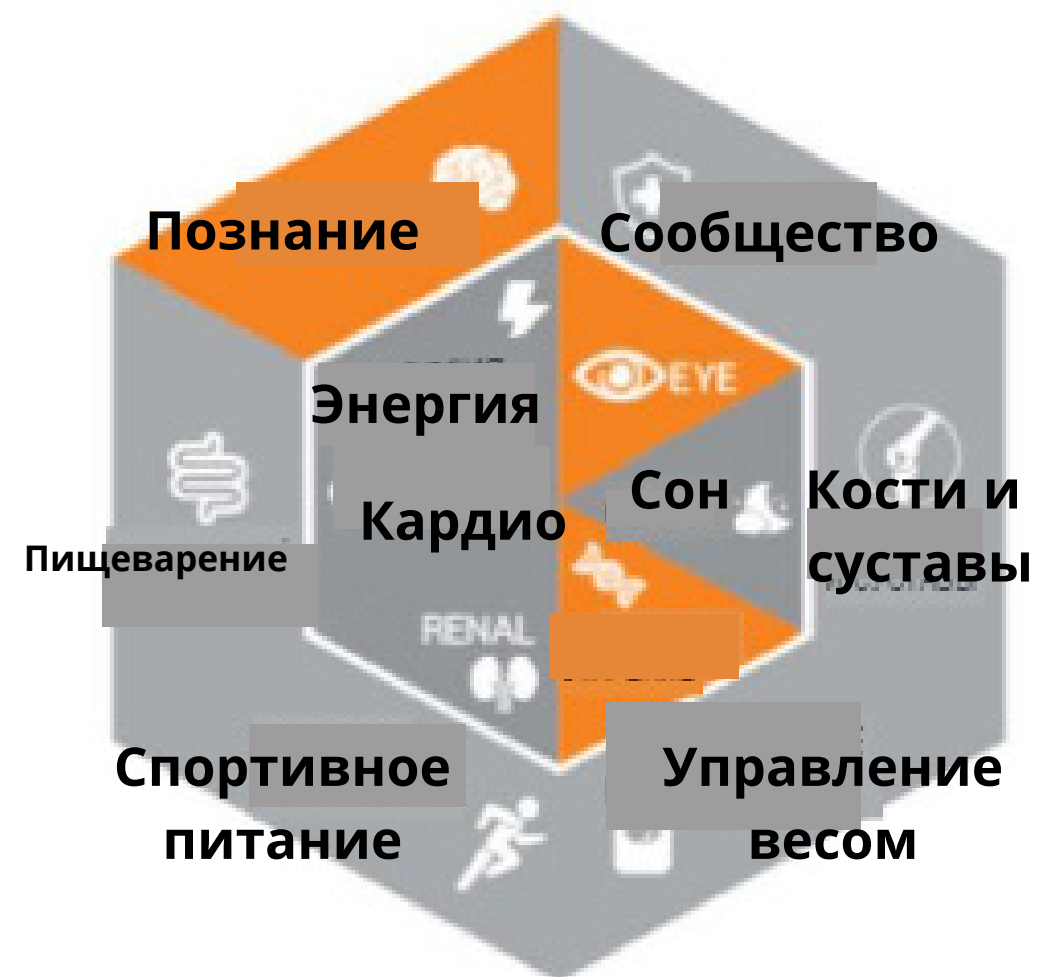 Познание
Сообщество
EYE
Энергия
Сон
Кости и
суставы
Кардио
Пищеварение
RENAL
Спортивное
питание
Управление
весом